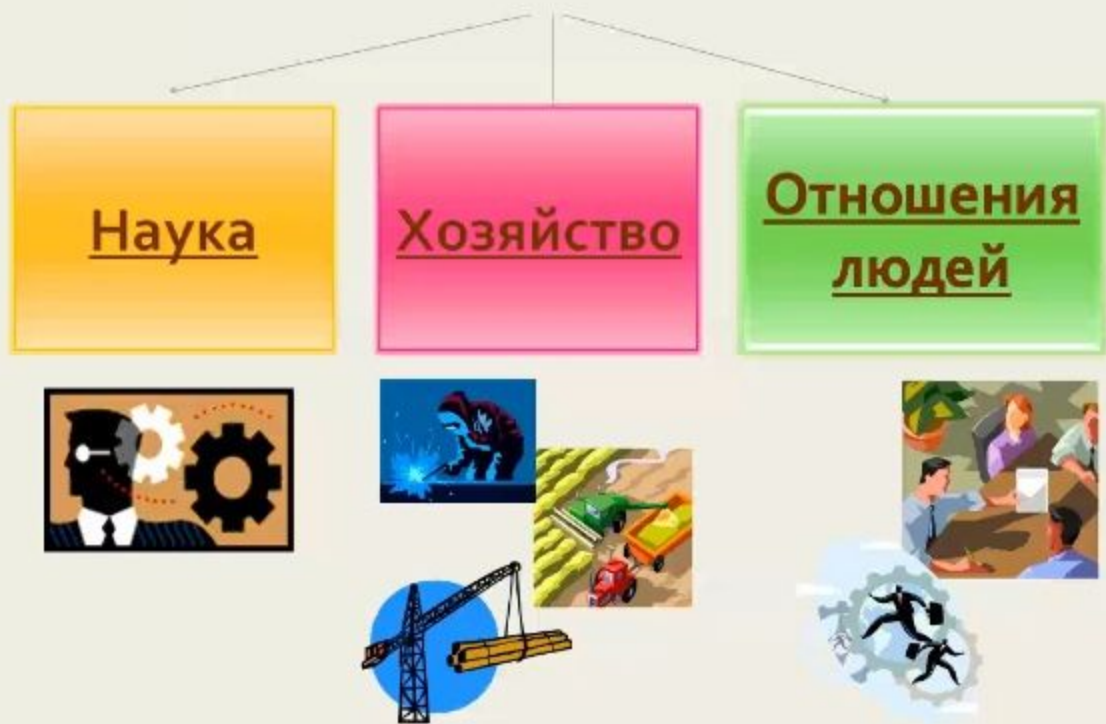 Наука
Хозяйство
Отношения
людей